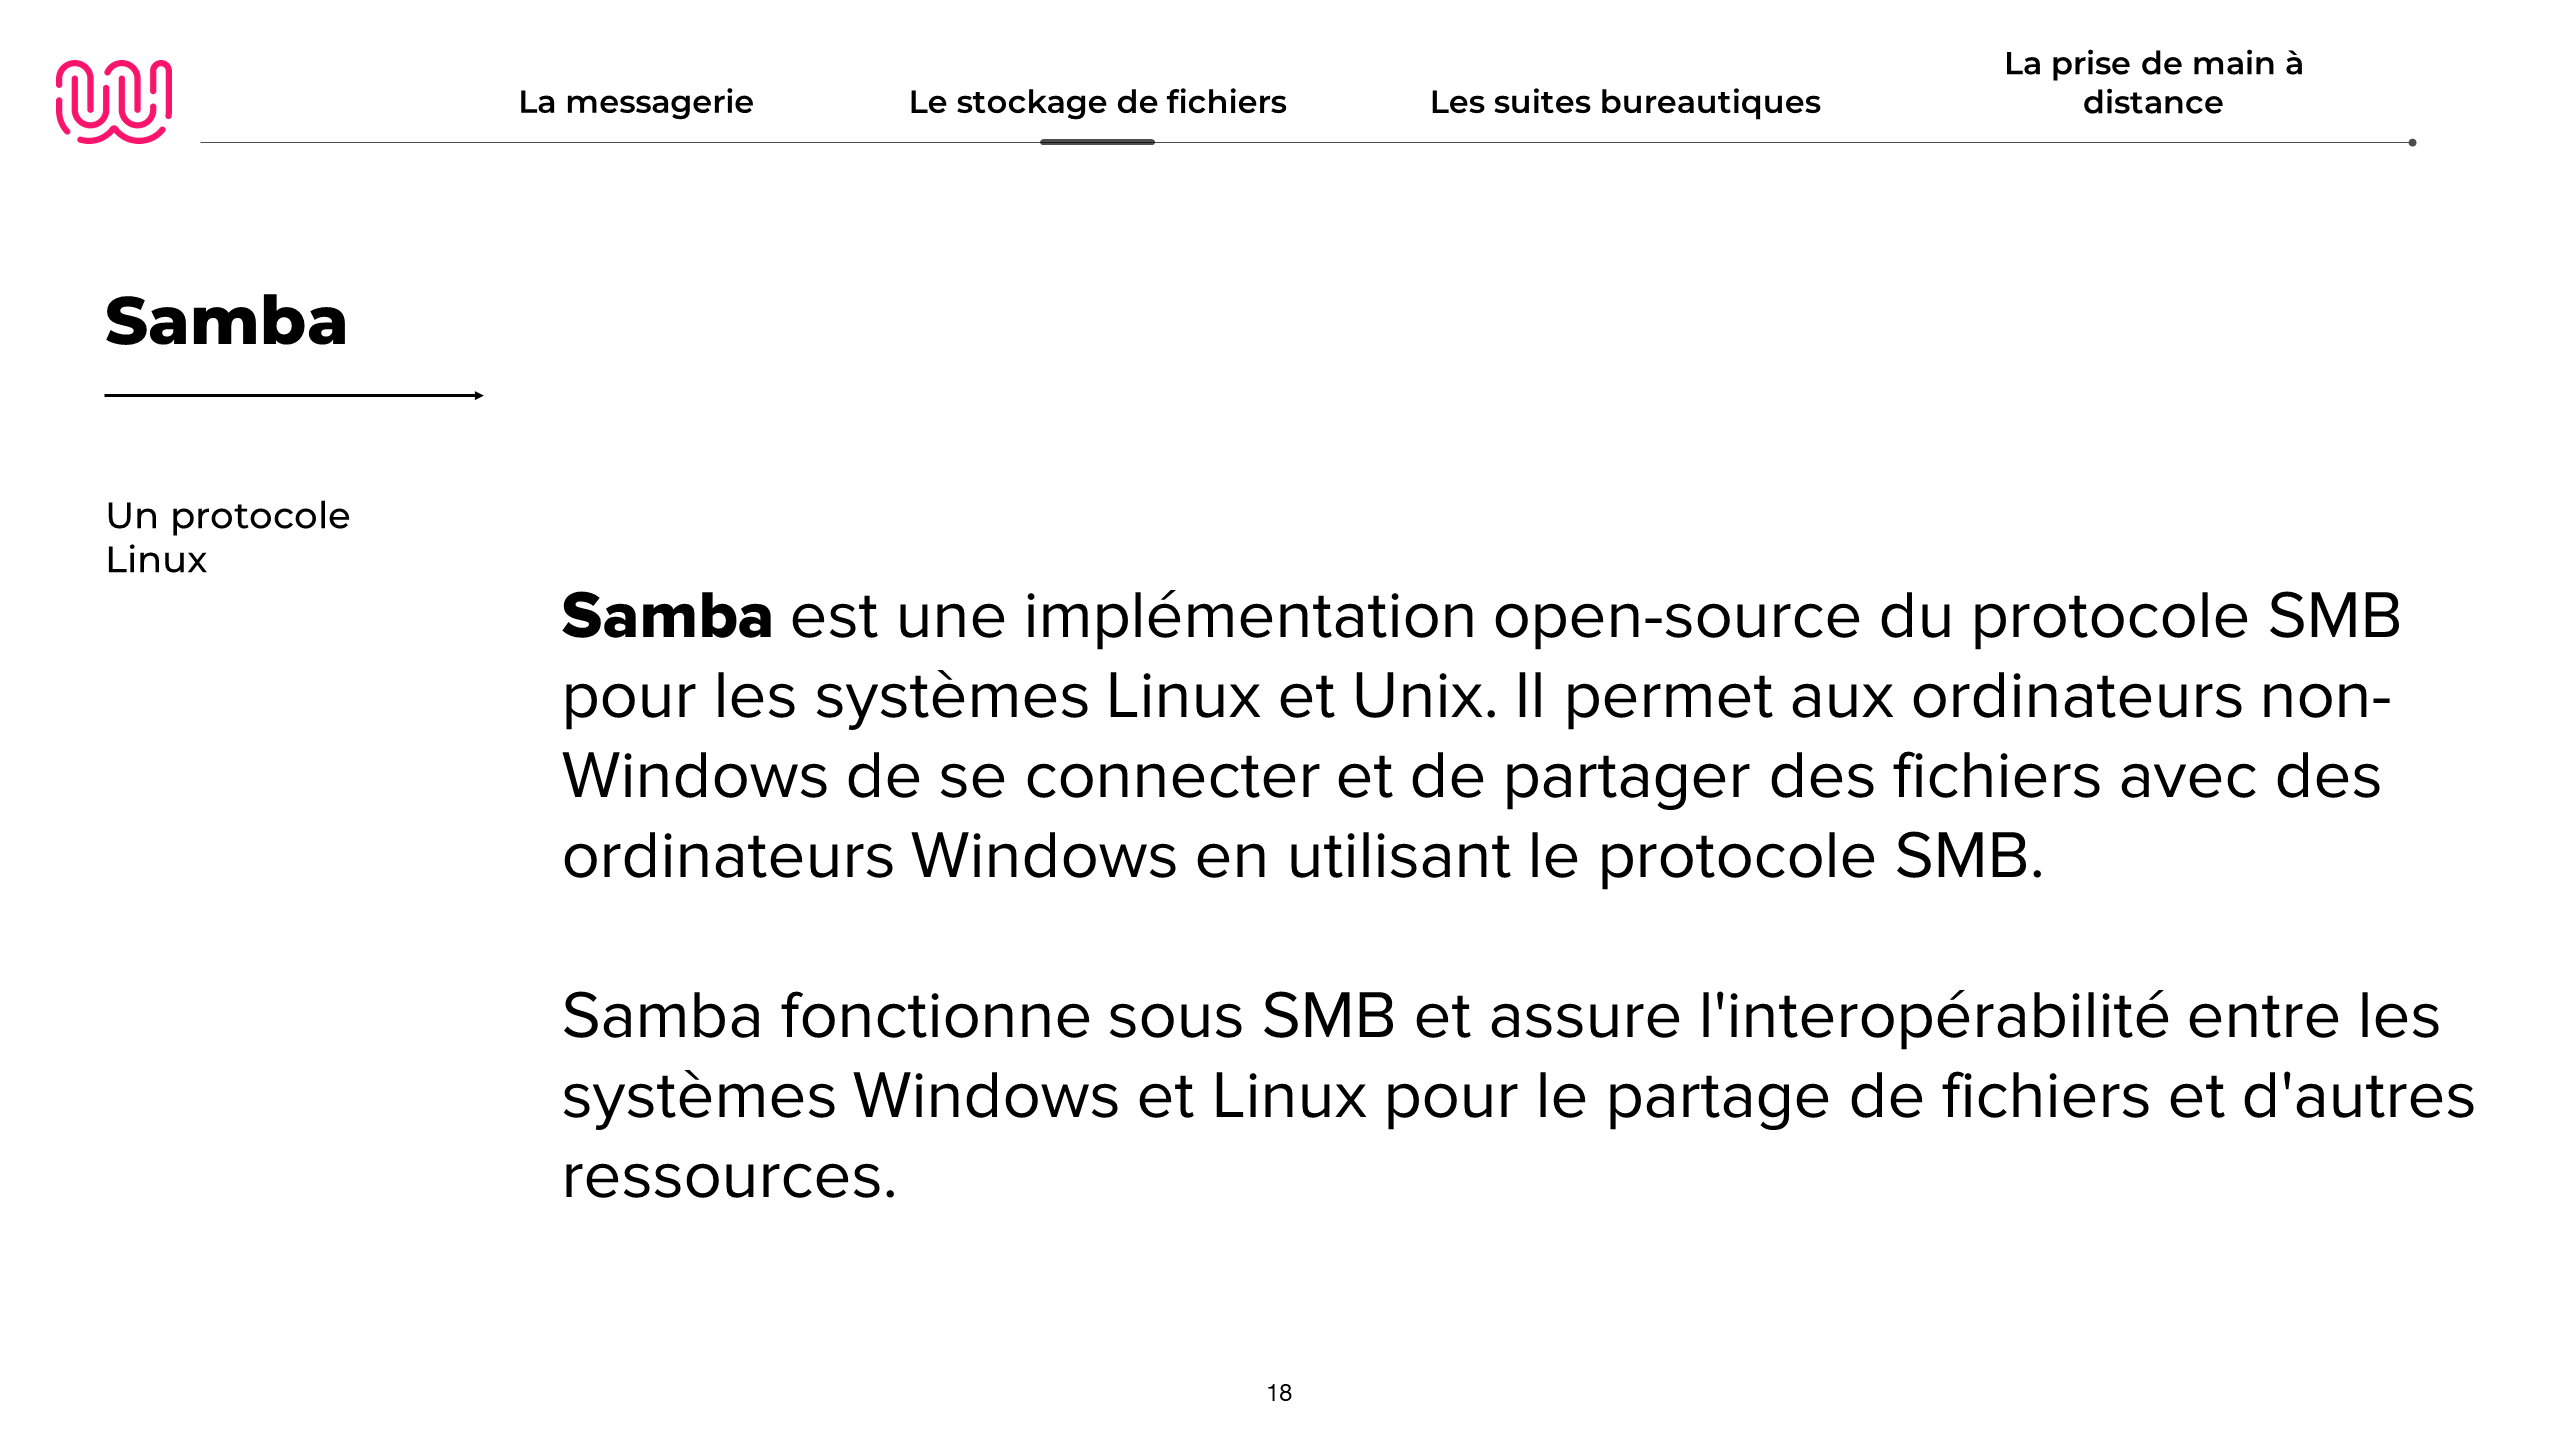 La messagerie
Le stockage de fichiers
Les suites bureautiques
La prise de main à
distance
Samba
Un protocole
Linux
Samba est une implémentation open-source du protocole SMB
pour les systèmes Linux et Unix. Il permet aux ordinateurs non-
Windows de se connecter et de partager des fichiers avec des
ordinateurs Windows en utilisant le protocole SMB.
Samba fonctionne sous SMB et assure l'interopérabilité entre les
systèmes Windows et Linux pour le partage de fichiers et d'autres
ressources.
18